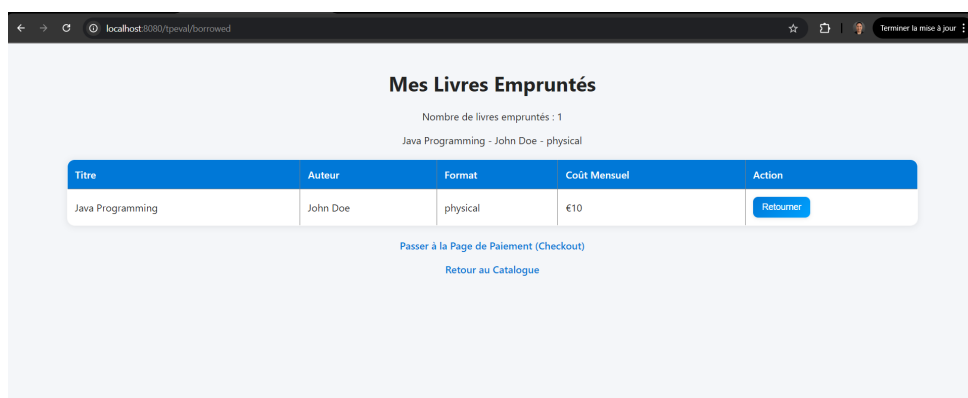 localhost:8080/tpeval/borrowed
Terminer la mise à jour
Mes Livres Empruntés
Nombre de livres empruntés : 1
Java Programming - John Doe - physical
Titre Auteur Format Coût Mensuel Action
Java Programming John Doe physical €10 Retourner
Passer à la Page de Paiement (Checkout)
Retour au Catalogue